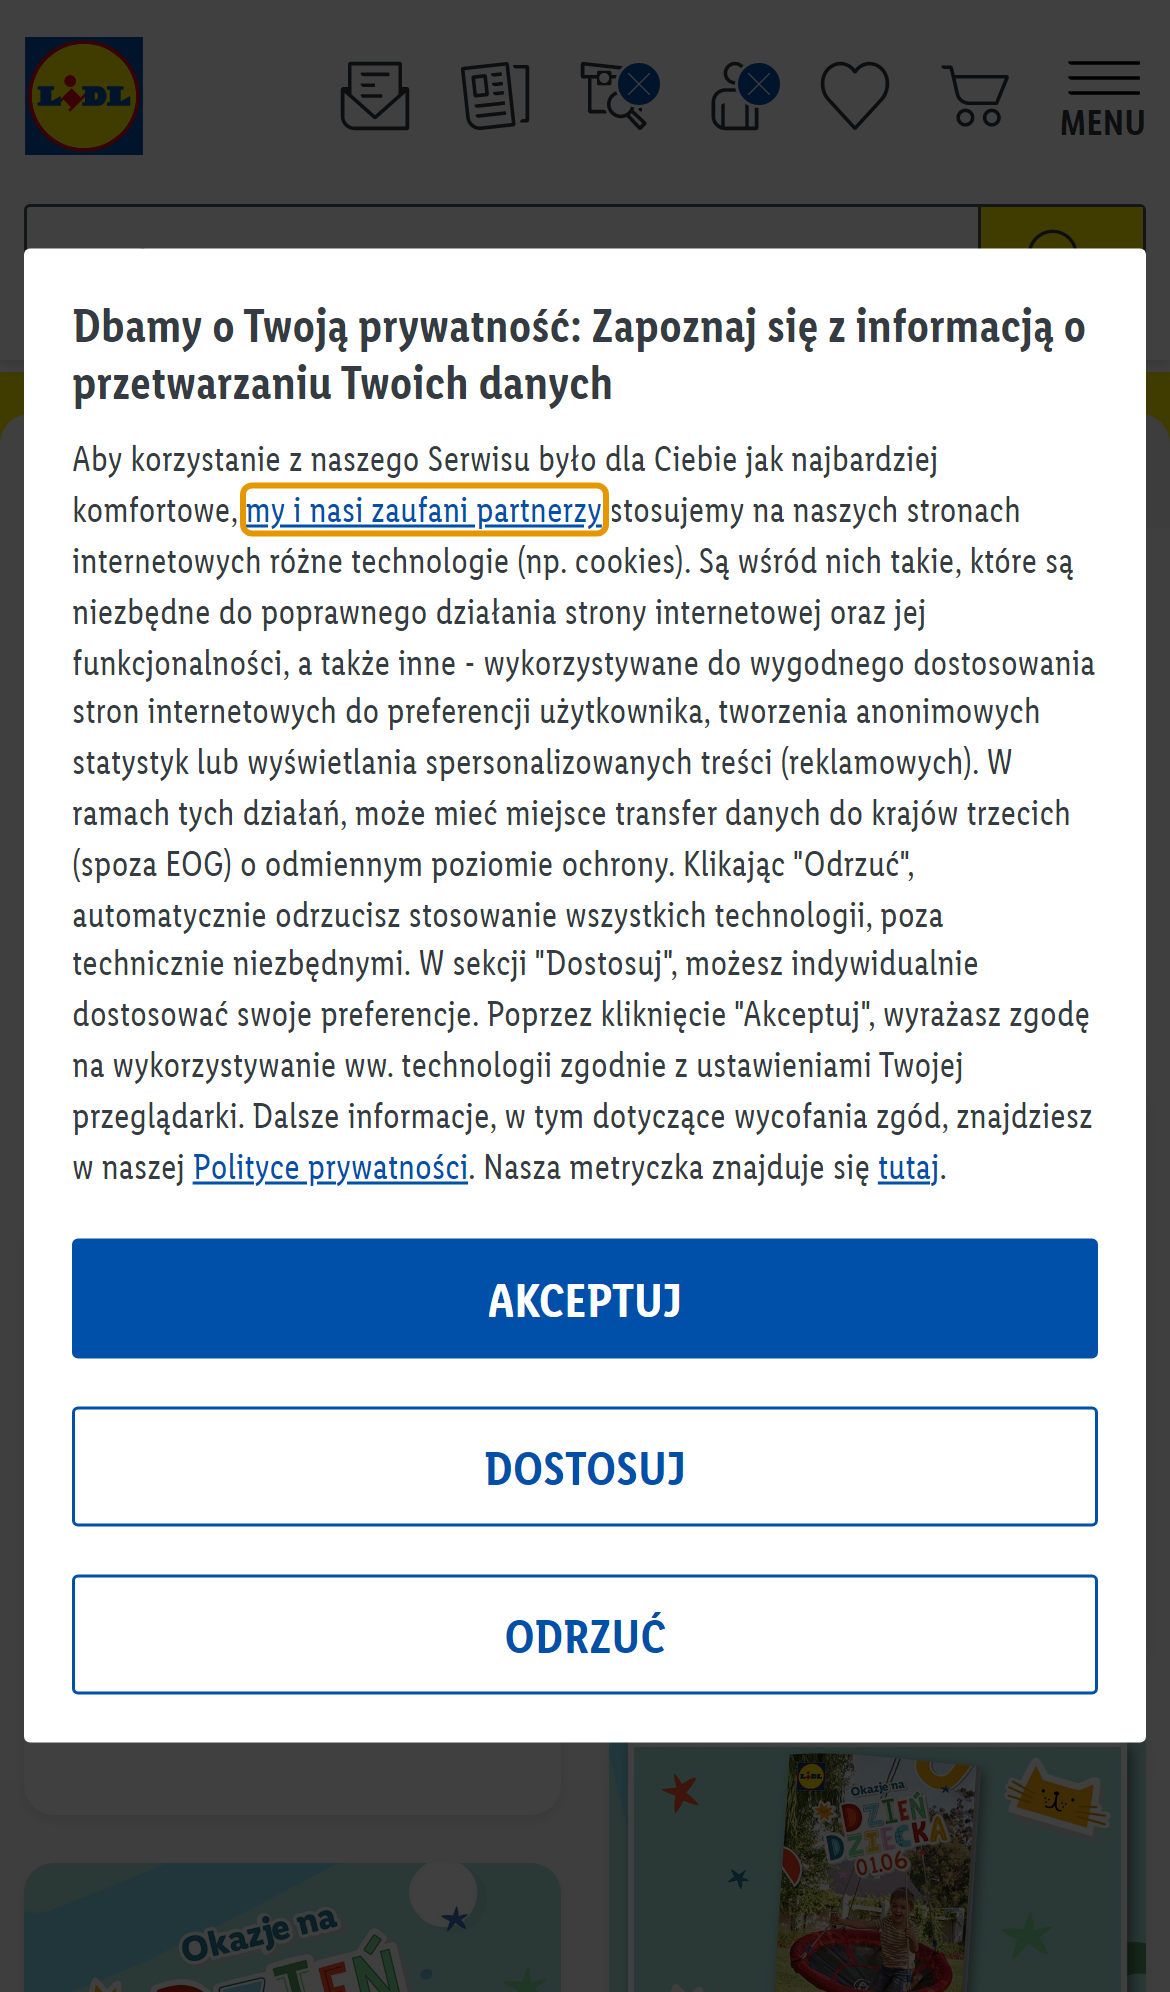 LIDL
MENU
Dbamy o Twoją prywatność: Zapoznaj się z informacją o
przetwarzaniu Twoich danych
Aby korzystanie z naszego Serwisu było dla Ciebie jak najbardziej
komfortowe, my i nasi zaufani partnerzy stosujemy na naszych stronach
internetowych różne technologie (np. cookies). Są wśród nich takie, które są
niezbędne do poprawnego działania strony internetowej oraz jej
funkcjonalności, a także inne - wykorzystywane do wygodnego dostosowania
stron internetowych do preferencji użytkownika, tworzenia anonimowych
statystyk lub wyświetlania spersonalizowanych treści (reklamowych). W
ramach tych działań, może mieć miejsce transfer danych do krajów trzecich
(spoza EOG) o odmiennym poziomie ochrony. Klikając "Odrzuć",
automatycznie odrzucisz stosowanie wszystkich technologii, poza
technicznie niezbędnymi. W sekcji "Dostosuj", możesz indywidualnie
dostosować swoje preferencje. Poprzez kliknięcie "Akceptuj", wyrażasz zgodę
na wykorzystywanie ww. technologii zgodnie z ustawieniami Twojej
przeglądarki. Dalsze informacje, w tym dotyczące wycofania zgód, znajdziesz
w naszej Polityce prywatności. Nasza metryczka znajduje się tutaj.
AKCEPTUJ
DOSTOSUJ
ODRZUĆ
LIDL
Okazje na
DZIEŃ
DZIECKA
01.06
Okazje na
DZIEŃ